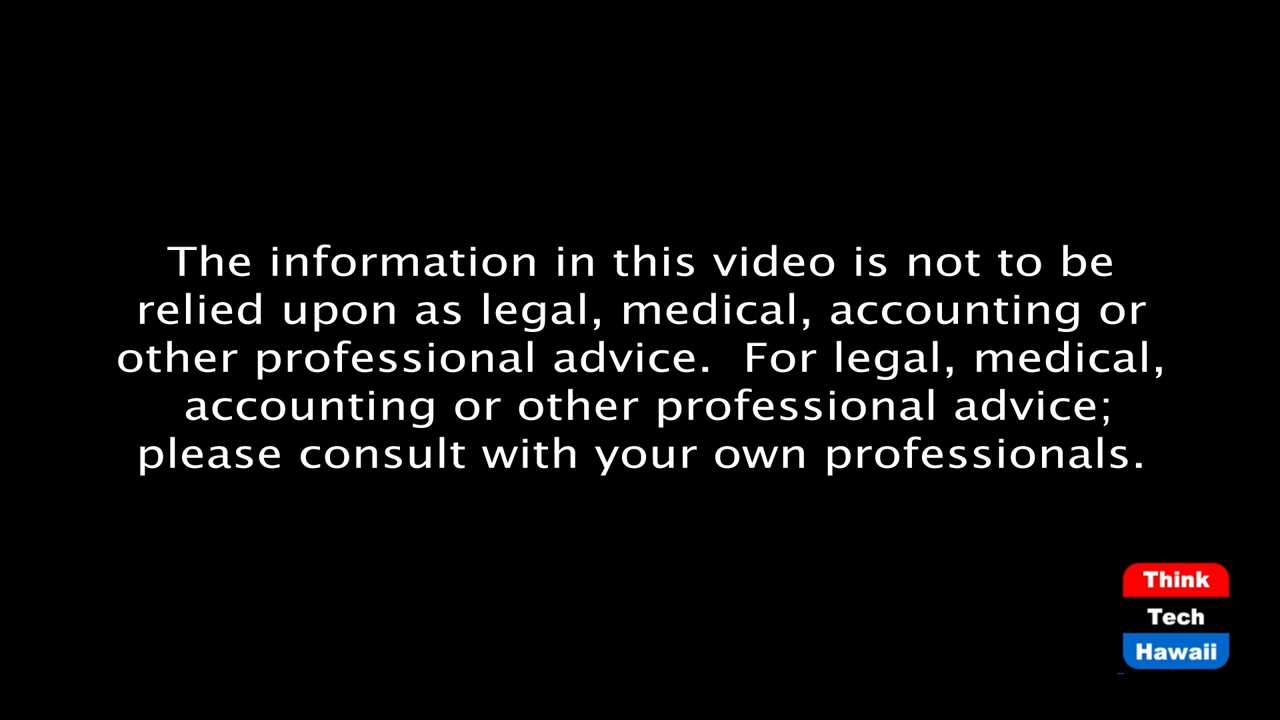 The information in this video is not to be
relied upon as legal, medical, accounting or
other professional advice.  For legal, medical,
accounting or other professional advice;
please consult with your own professionals.
Think
Tech
Hawaii